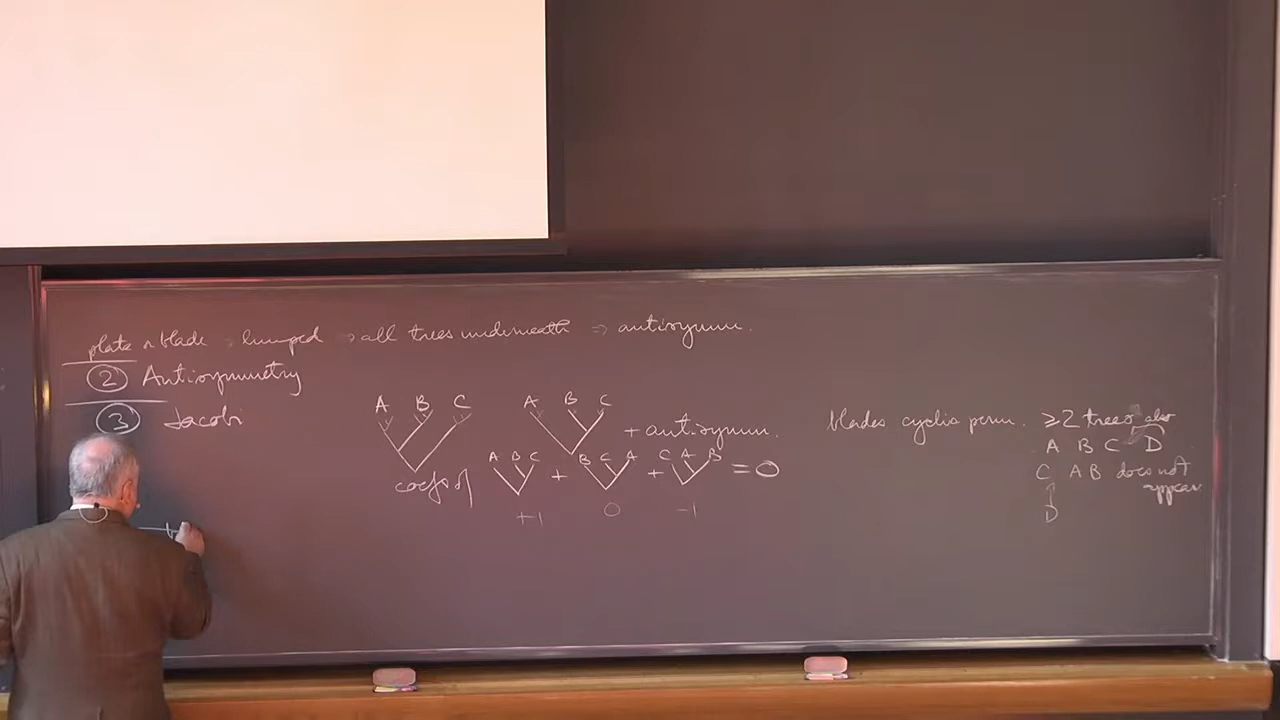 plate n blade → lumped → all trees underneath ⇒ antisymm.
② Antisymmetry
③ Jacobi
A B C A B C
+ antisymm.
coefs of A B C + B C A + C A B = 0
+1 0 -1
blades cyclic perm. ≥2 trees
A B C D
C A B does not appear
D